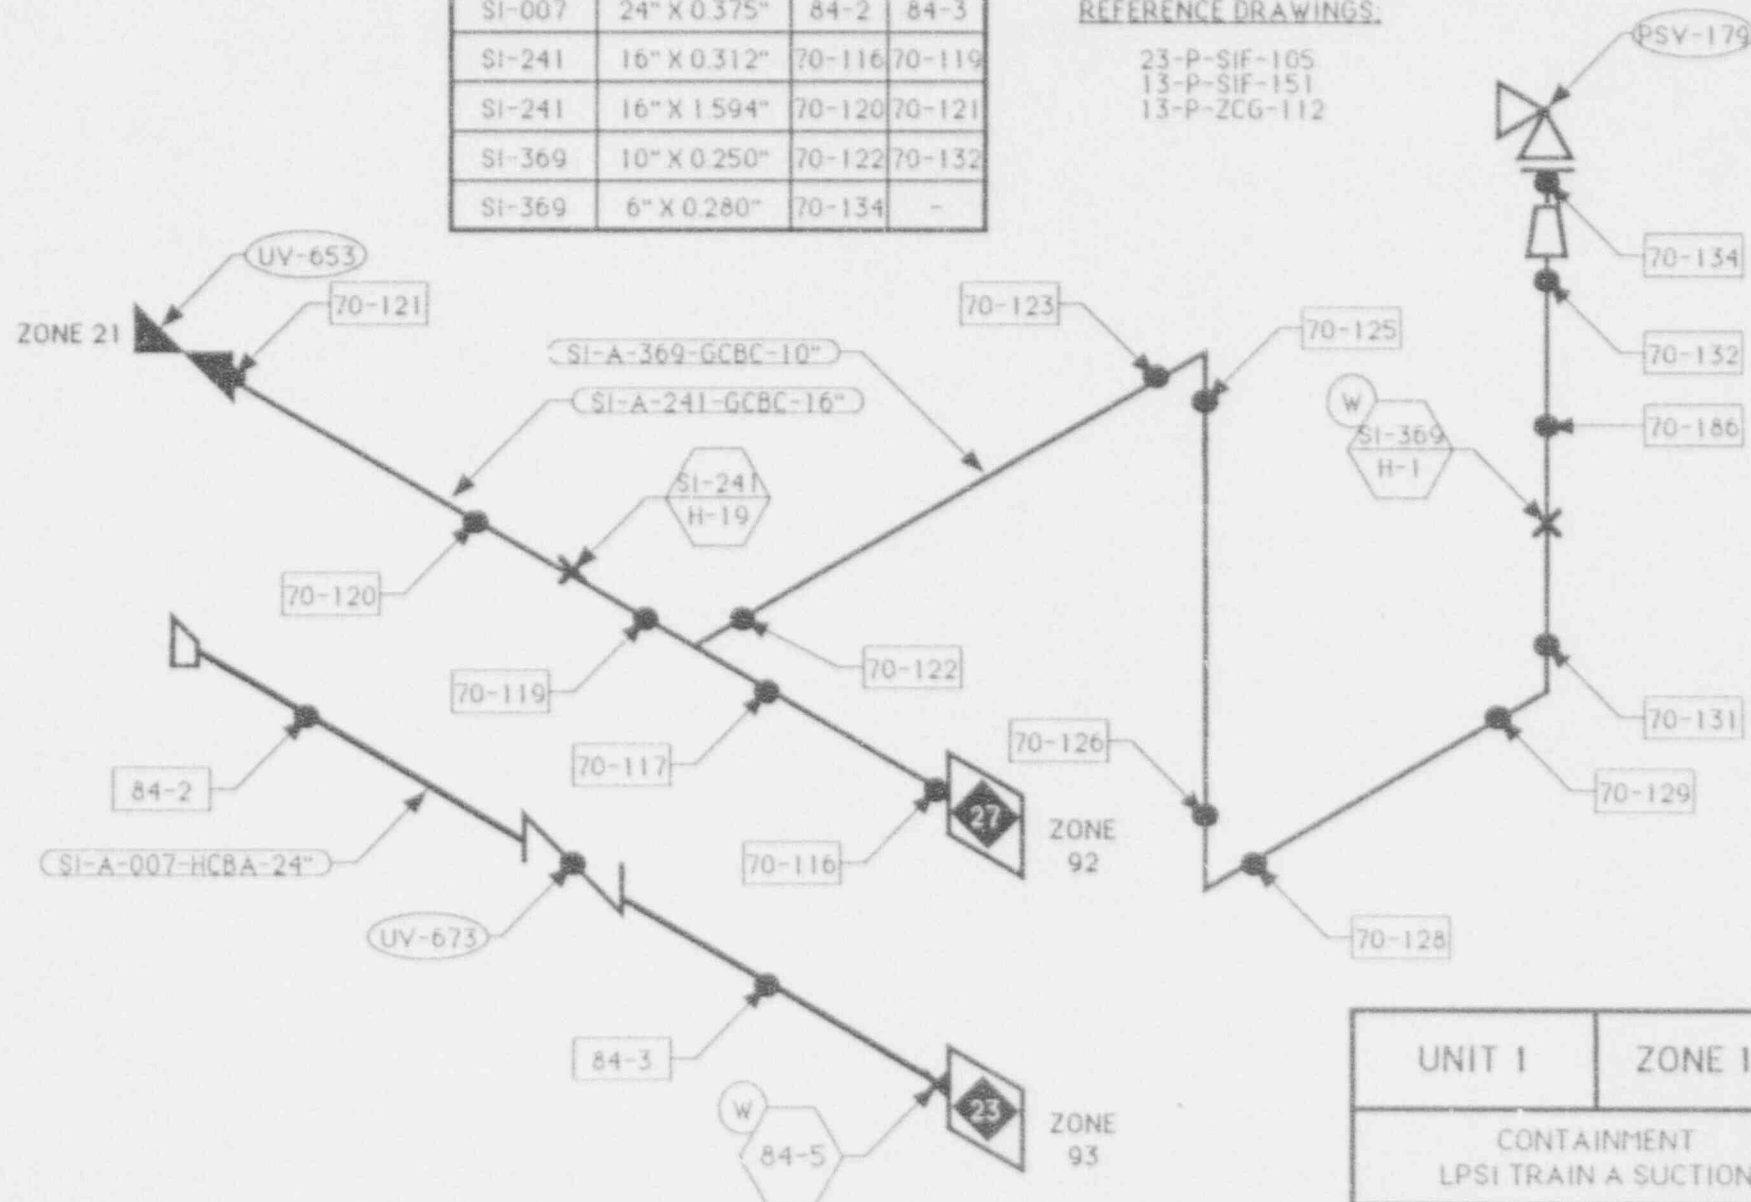 SI-007 24" X 0.375" 84-2 84-3
SI-241 16" X 0.312" 70-116 70-119
SI-241 16" X 1.594" 70-120 70-121
SI-369 10" X 0.250" 70-122 70-132
SI-369 6" X 0.280" 70-134 -
REFERENCE DRAWINGS:
23-P-SIF-105
13-P-SIF-151
13-P-ZCG-112
PSV-179
UV-653
70-121
ZONE 21
SI-A-369-GCBC-10"
SI-A-241-GCBC-16"
70-123
70-125
70-134
70-132
W
SI-369
H-1
70-186
SI-241
H-19
70-120
70-119
70-122
70-117
70-126
70-131
70-129
84-2
SI-A-007-HCBA-24"
70-116
27
ZONE
92
UV-673
70-128
84-3
W
84-5
23
ZONE
93
UNIT 1
ZONE 1
CONTAINMENT
LPSI TRAIN A SUCTION